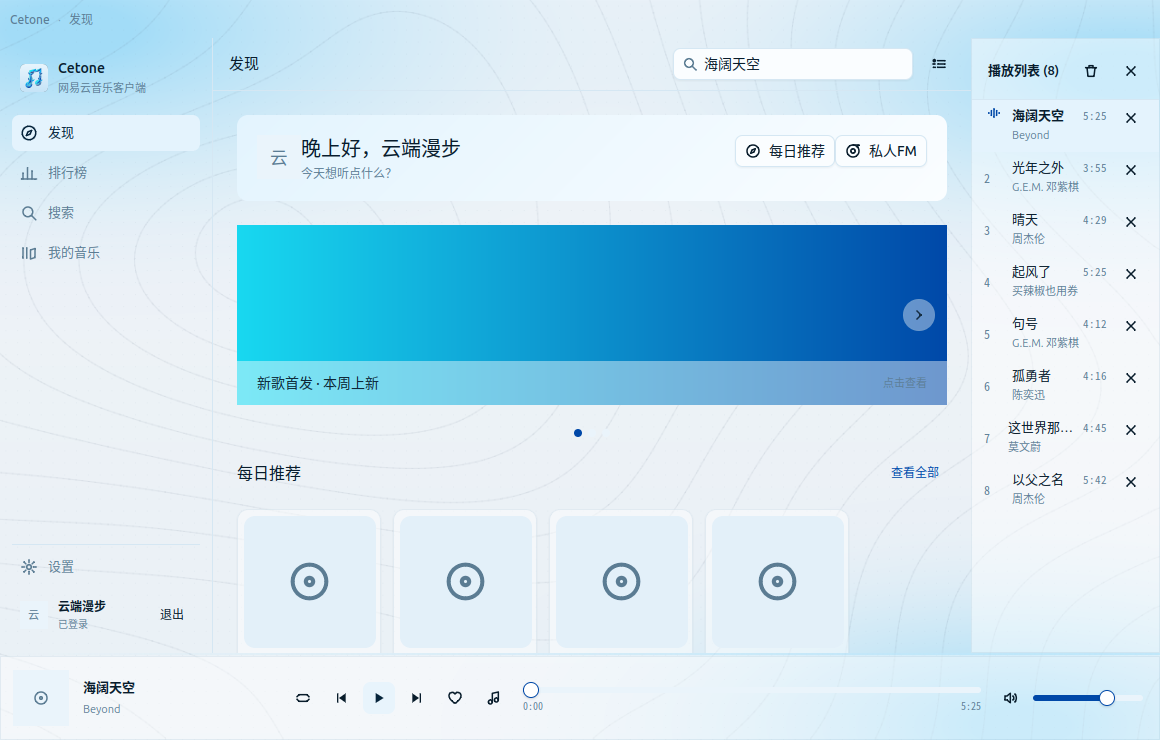 Cetone · 发现
Cetone
网易云音乐客户端
发现
排行榜
搜索
我的音乐
设置
云
云端漫步
已登录
退出
发现
海阔天空
云
晚上好，云端漫步
今天想听点什么？
每日推荐
私人FM
新歌首发 · 本周上新
点击查看
每日推荐
查看全部
播放列表 (8)
海阔天空 5:25
Beyond
2 光年之外 3:55
G.E.M. 邓紫棋
3 晴天 4:29
周杰伦
4 起风了 5:25
买辣椒也用券
5 句号 4:12
G.E.M. 邓紫棋
6 孤勇者 4:16
陈奕迅
7 这世界那… 4:45
莫文蔚
8 以父之名 5:42
周杰伦
海阔天空
Beyond
0:00
5:25